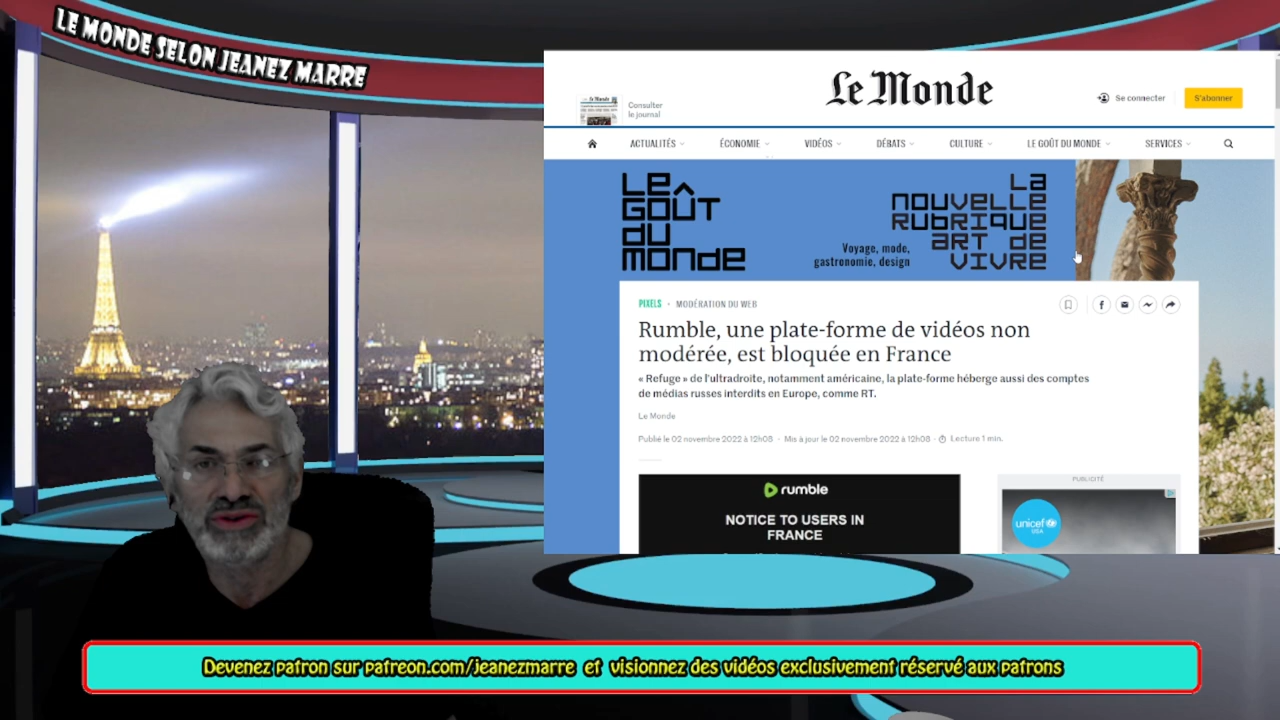 LE MONDE SELON JEANEZ MARRE
Consulter
le journal
Le Monde
Se connecter
S'abonner
ACTUALITÉS
ÉCONOMIE
VIDÉOS
DÉBATS
CULTURE
LE GOÛT DU MONDE
SERVICES
Le
GOÛT
DU
MONDE
Voyage, mode,
gastronomie, design
La
NOUVELLE
RUBRIQUE
ART DE
VIVRE
PIXELS • MODÉRATION DU WEB
Rumble, une plate-forme de vidéos non
modérée, est bloquée en France
« Refuge » de l'ultradroite, notamment américaine, la plate-forme héberge aussi des comptes
de médias russes interdits en Europe, comme RT.
Le Monde
Publié le 02 novembre 2022 à 12h08 • Mis à jour le 02 novembre 2022 à 12h08 • Lecture 1 min.
rumble
NOTICE TO USERS IN
FRANCE
PUBLICITÉ
unicef
USA
Devenez patron sur patreon.com/jeanezmarre et visionnez des vidéos exclusivement réservé aux patrons